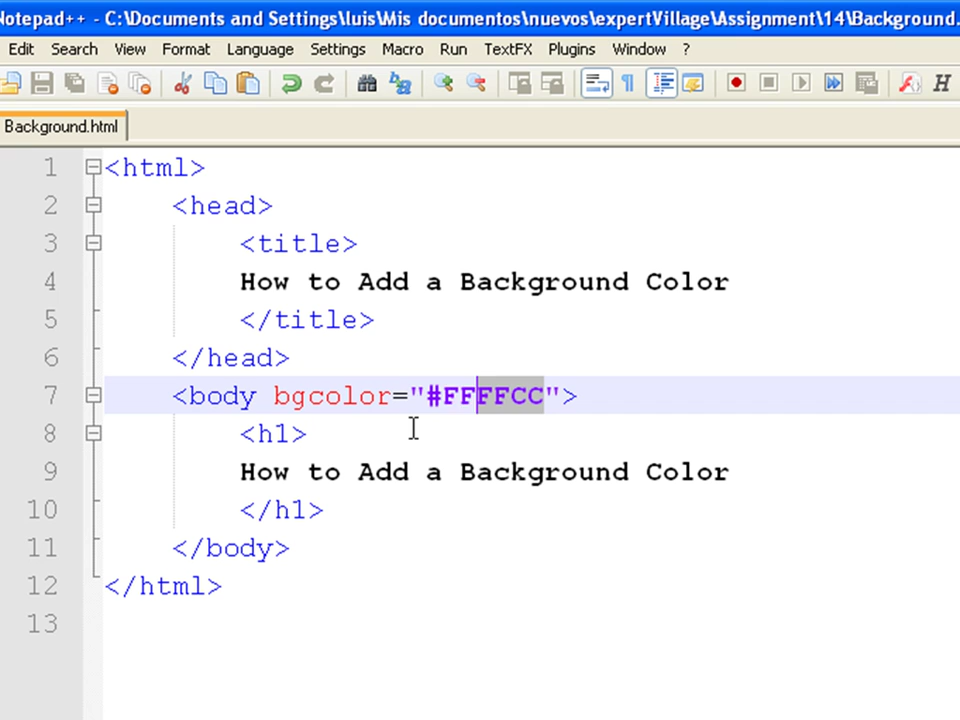 Notepad++ - C:\Documents and Settings\luis\Mis documentos\nuevos\expertVillage\Assignment\14\Background.
Edit Search View Format Language Settings Macro Run TextFX Plugins Window ?
Background.html
1 <html>
2 <head>
3 <title>
4 How to Add a Background Color
5 </title>
6 </head>
7 <body bgcolor="#FFFFCC">
8 <h1>
9 How to Add a Background Color
10 </h1>
11 </body>
12 </html>
13